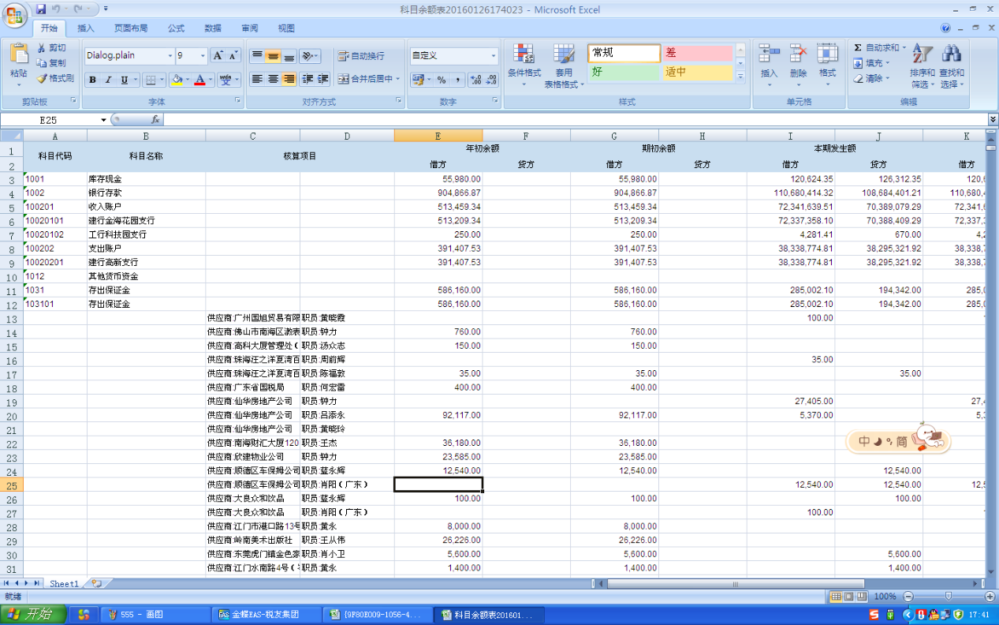 科目余额表20160126174023 - Microsoft Excel
开始 插入 页面布局 公式 数据 审阅 视图
粘贴 剪切 复制 格式刷 剪贴板
Dialog.plain 9 字体
自动换行 合并后居中 对齐方式
自定义 数字
条件格式 套用表格格式 常规 差 好 适中 样式
插入 删除 格式 单元格
Σ 自动求和 填充 清除 排序和筛选 查找和选择 编辑
E25 fx
A B C D E F G H I J K
1 科目代码 科目名称 核算项目 年初余额 期初余额 本期发生额
2 借方 贷方 借方 贷方 借方 贷方 借方
3 1001 库存现金 55,980.00 55,980.00 120,624.35 126,312.35
4 1002 银行存款 904,866.87 904,866.87 110,680,414.32 108,684,401.21
5 100201 收入账户 513,459.34 513,459.34 72,341,639.51 70,389,079.29
6 10020101 建行金海花园支行 513,209.34 513,209.34 72,337,358.10 70,388,409.29
7 10020102 工行科技园支行 250.00 250.00 4,281.41 670.00
8 100202 支出账户 391,407.53 391,407.53 38,338,774.81 38,295,321.92
9 10020201 建行高新支行 391,407.53 391,407.53 38,338,774.81 38,295,321.92
10 1012 其他货币资金
11 1031 存出保证金 586,160.00 586,160.00 285,002.10 194,342.00
12 103101 存出保证金 586,160.00 586,160.00 285,002.10 194,342.00
13 供应商:广州国旭贸易有限 职员:黄晓霞 100.00
14 供应商:佛山市南海区 职员:钟力 760.00 760.00
15 供应商:高科大厦管理处( 职员:汤众志 150.00 150.00
16 供应商:珠海汪之洋夏湾百 职员:周前辉 35.00
17 供应商:珠海汪之洋夏湾百 职员:陈福敦 35.00 35.00 35.00
18 供应商:广东省国税局 职员:何宏雷 400.00 400.00
19 供应商:仙华房地产公司 职员:钟力 27,405.00
20 供应商:仙华房地产公司 职员:吕添永 92,117.00 92,117.00 5,370.00
21 供应商:仙华房地产公司 职员:黄晓玲
22 供应商:南海财汇大厦120 职员:王杰 36,180.00 36,180.00
23 供应商:欣建物业公司 职员:钟力 23,585.00 23,585.00
24 供应商:顺德区车保姆公司 职员:蓝永辉 12,540.00 12,540.00 12,540.00
25 供应商:顺德区车保姆公司 职员:肖阳(广东) 12,540.00 12,540.00
26 供应商:大良众和饮品 职员:蓝永辉 100.00 100.00 100.00
27 供应商:大良众和饮品 职员:肖阳(广东) 100.00
28 供应商:江门市港口路13号 职员:黄永 8,000.00 8,000.00
29 供应商:岭南美术出版社 职员:王从伟 26,226.00 26,226.00
30 供应商:东莞虎门镇金色家 职员:肖小卫 5,600.00 5,600.00 5,600.00
31 供应商:江门水南路4号( 职员:黄永 1,400.00 1,400.00 1,400.00
中 简
Sheet1
就绪 100%
开始 555 - 画图 金蝶EAS-税友集团 {9F80E009-1056-4... 科目余额表201601... 17:41